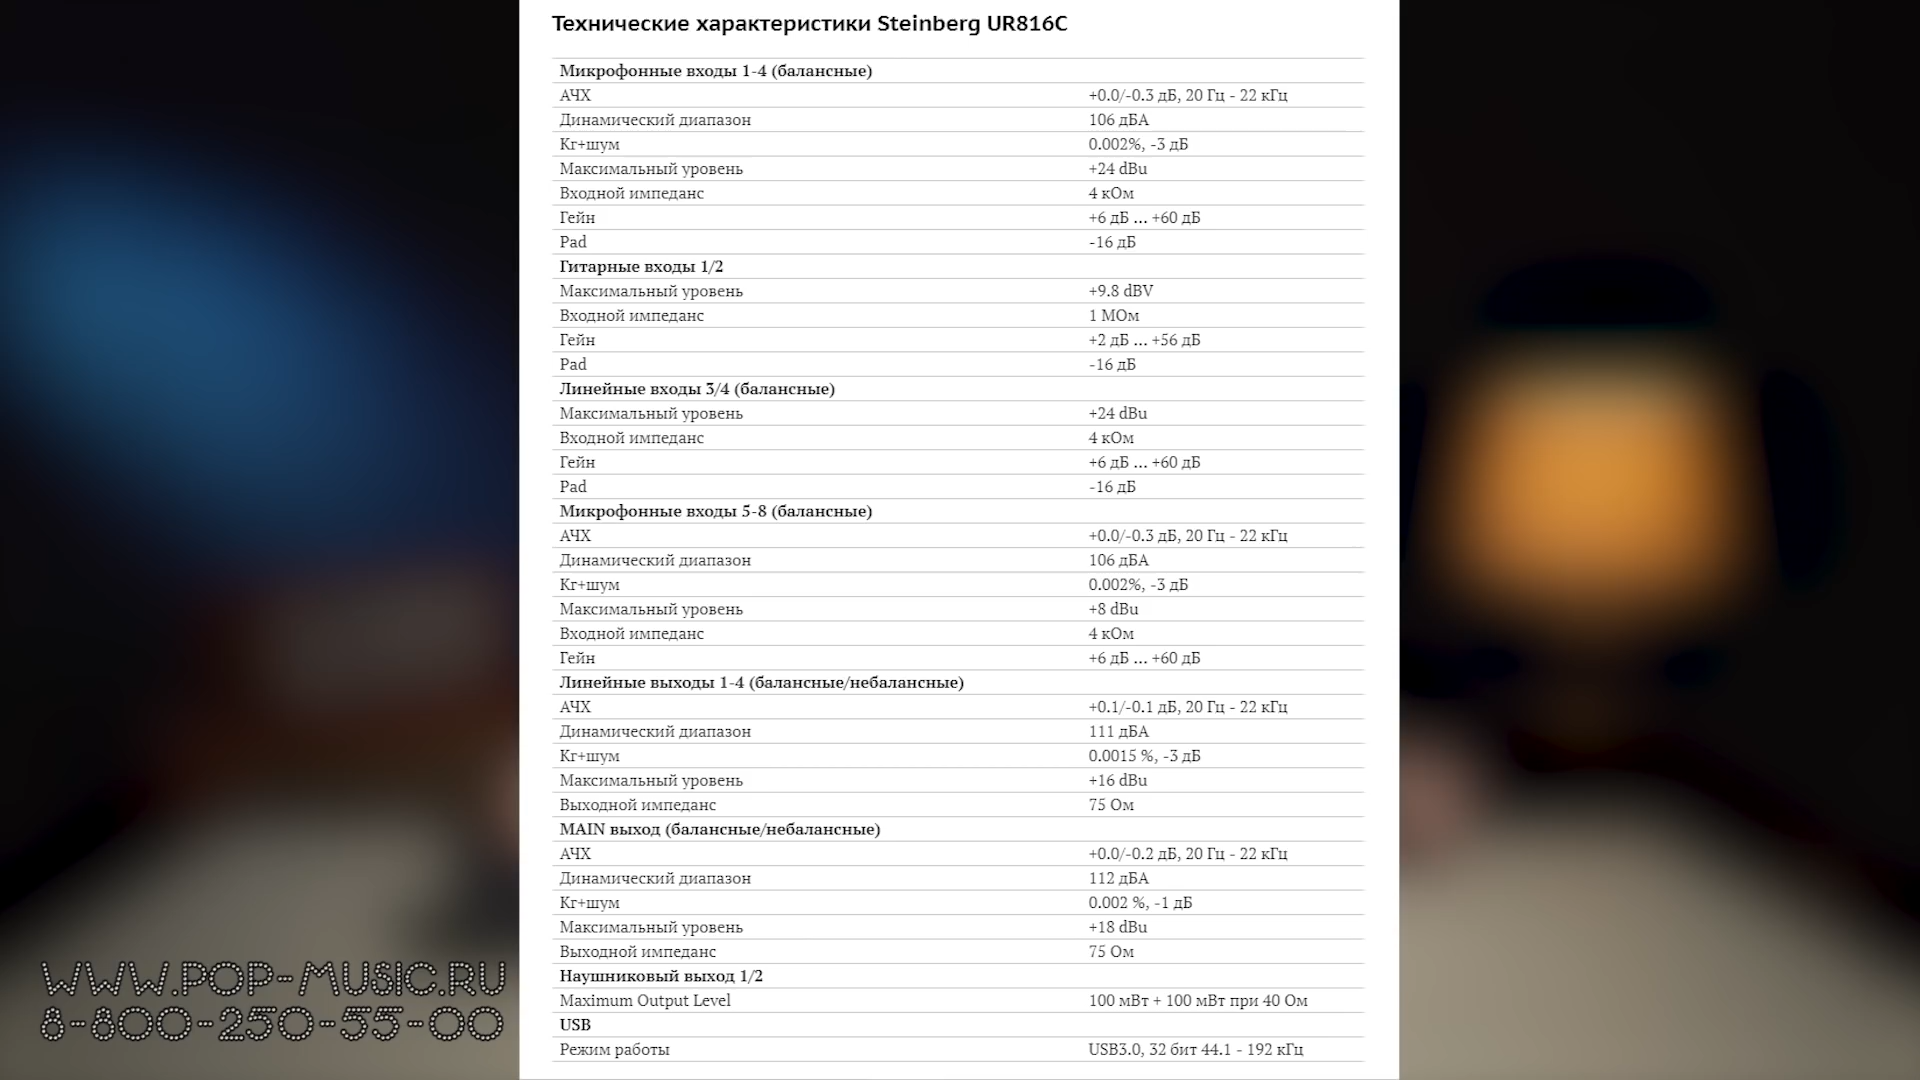 Технические характеристики Steinberg UR816C
Микрофонные входы 1-4 (балансные)
АЧХ +0.0/-0.3 дБ, 20 Гц - 22 кГц
Динамический диапазон 106 дБА
Кг+шум 0.002%, -3 дБ
Максимальный уровень +24 dBu
Входной импеданс 4 кОм
Гейн +6 дБ ... +60 дБ
Pad -16 дБ
Гитарные входы 1/2
Максимальный уровень +9.8 dBV
Входной импеданс 1 МОм
Гейн +2 дБ ... +56 дБ
Pad -16 дБ
Линейные входы 3/4 (балансные)
Максимальный уровень +24 dBu
Входной импеданс 4 кОм
Гейн +6 дБ ... +60 дБ
Pad -16 дБ
Микрофонные входы 5-8 (балансные)
АЧХ +0.0/-0.3 дБ, 20 Гц - 22 кГц
Динамический диапазон 106 дБА
Кг+шум 0.002%, -3 дБ
Максимальный уровень +8 dBu
Входной импеданс 4 кОм
Гейн +6 дБ ... +60 дБ
Линейные выходы 1-4 (балансные/небалансные)
АЧХ +0.1/-0.1 дБ, 20 Гц - 22 кГц
Динамический диапазон 111 дБА
Кг+шум 0.0015 %, -3 дБ
Максимальный уровень +16 dBu
Выходной импеданс 75 Ом
MAIN выход (балансные/небалансные)
АЧХ +0.0/-0.2 дБ, 20 Гц - 22 кГц
Динамический диапазон 112 дБА
Кг+шум 0.002 %, -1 дБ
Максимальный уровень +18 dBu
Выходной импеданс 75 Ом
Наушниковый выход 1/2
Maximum Output Level 100 мВт + 100 мВт при 40 Ом
USB
Режим работы USB3.0, 32 бит 44.1 - 192 кГц
WWW.POP-MUSIC.RU
8-800-250-55-00